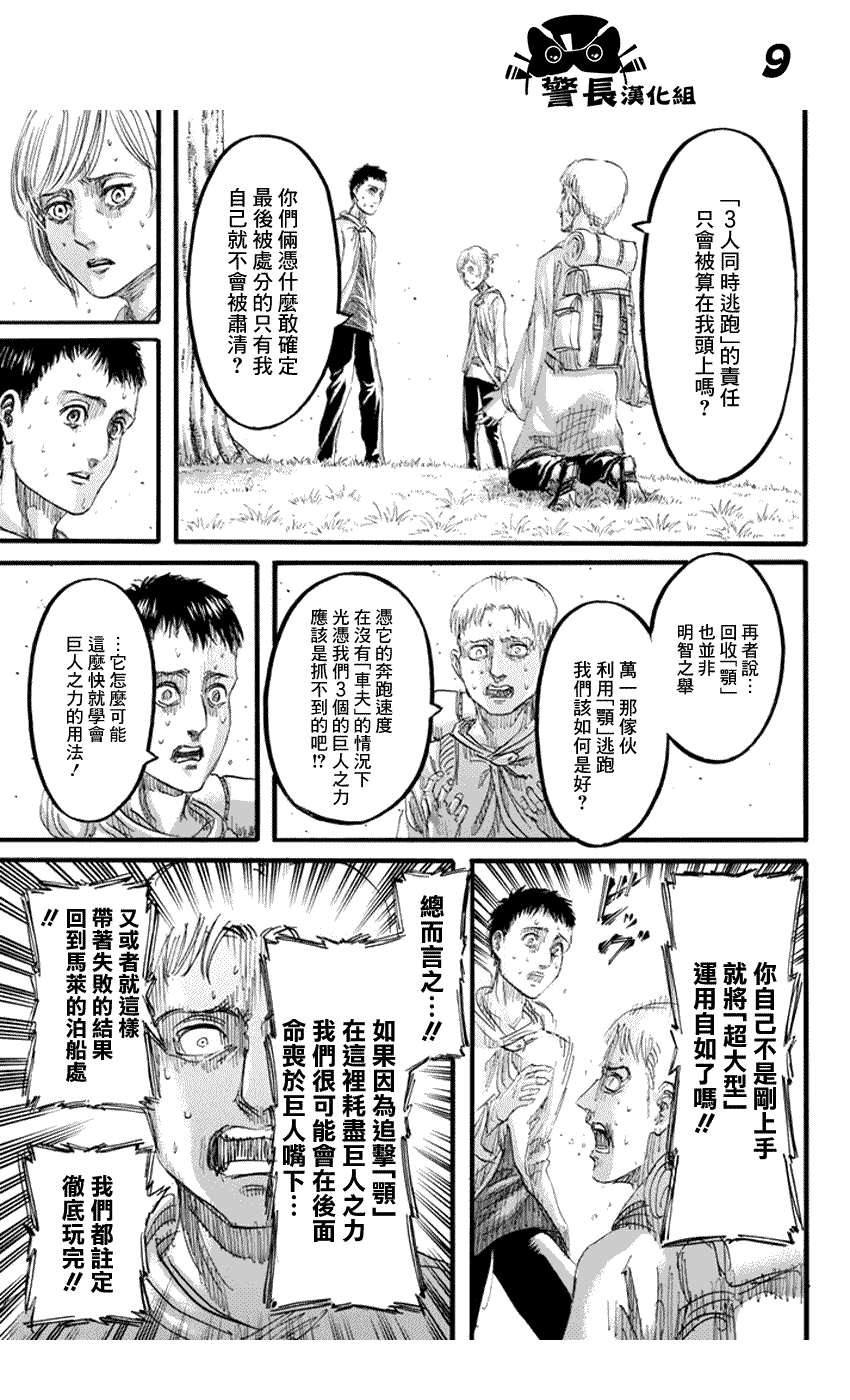 警長漢化組
9
「3人同時逃跑」的責任
只會被算在我頭上嗎？
你們倆憑什麼敢確定
最後被處分的只有我
自己就不會被肅清？
再者說…
回收「顎」
也並非
明智之舉
萬一那傢伙
利用「顎」逃跑
我們該如何是好？
憑它的奔跑速度
在沒有「車夫」的情況下
光憑我們3個的巨人之力
應該是抓不到的吧!?
…它怎麼可能
這麼快就學會
巨人之力的用法！
你自己不是剛上手
就將「超大型」
運用自如了嗎!!
總而言之…!!
如果因為追擊「顎」
在這裡耗盡巨人之力
我們很可能會在後面
命喪於巨人嘴下…
又或者就這樣
帶著失敗的結果
回到馬萊的泊船處
!!
我們都註定
徹底玩完!!